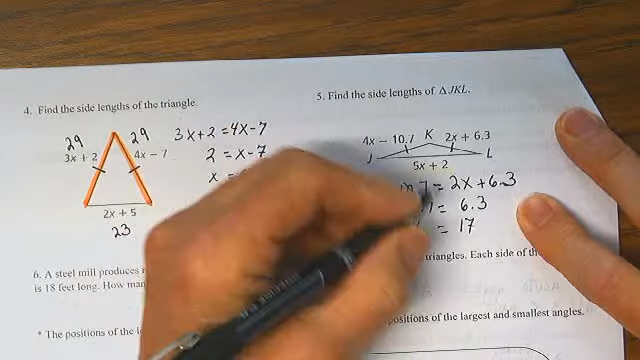 4. Find the side lengths of the triangle.
29 29
3x + 2 4x − 7
2x + 5
23
3x+2 = 4x-7
2 = x-7
x =
5. Find the side lengths of △JKL.
4x − 10.7 K 2x + 6.3
J L
5x + 2
= 2x+6.3
= 6.3
= 17
6. A steel mill produces
triangles. Each side of the
is 18 feet long. How
* The positions of the
positions of the largest and smallest angles.